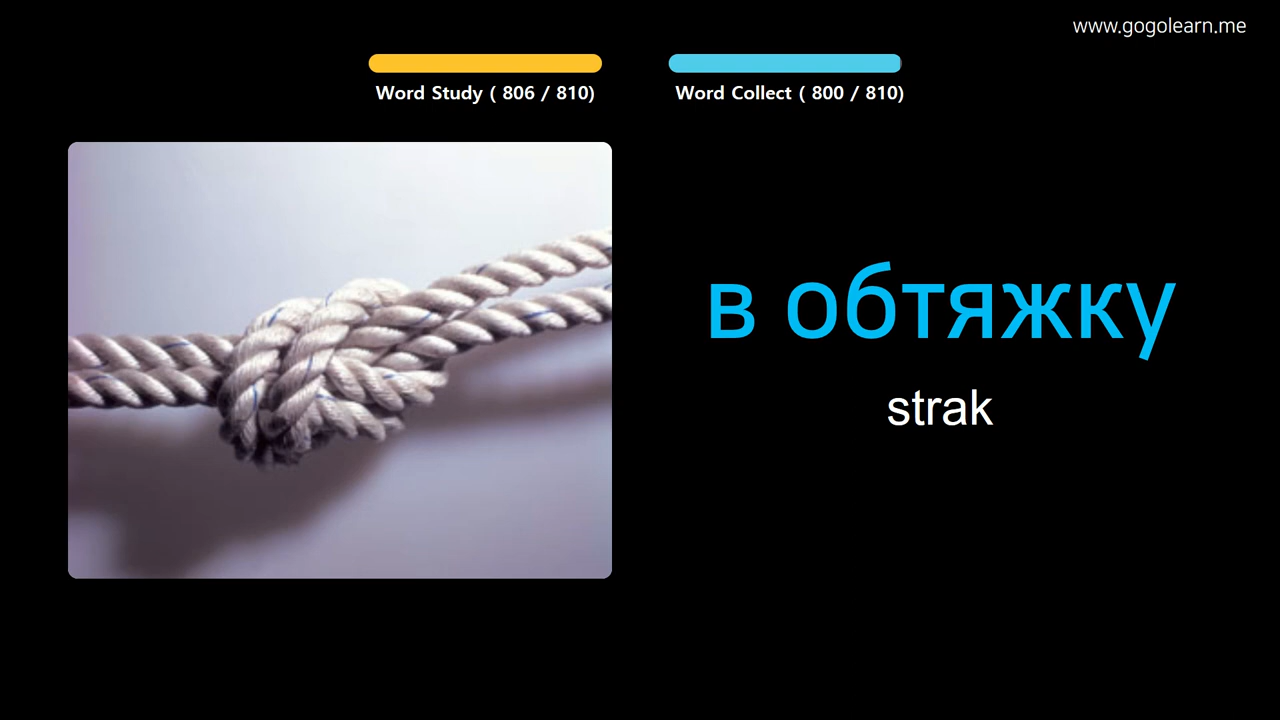 www.gogolearn.me
Word Study ( 806 / 810)
Word Collect ( 800 / 810)
в обтяжку
strak